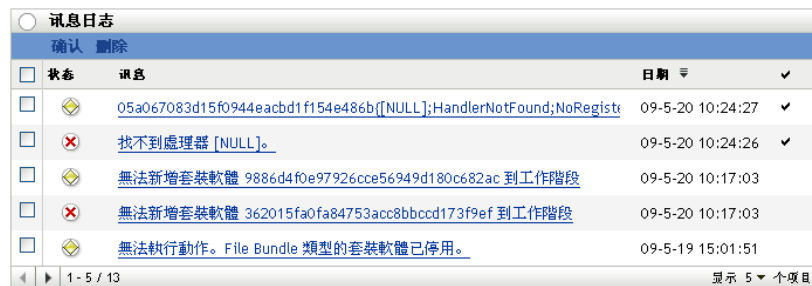 讯息日志
确认 删除
状态 讯息 日期
05a067083d15f0944eacbd1f154e486b{[NULL];HandlerNotFound;NoRegiste 09-5-20 10:24:27
找不到處理器 [NULL]。 09-5-20 10:24:26
無法新增套裝軟體 9886d4f0e97926cce56949d180c682ac 到工作階段 09-5-20 10:17:03
無法新增套裝軟體 362015fa0fa84753acc8bbccd173f9ef 到工作階段 09-5-20 10:17:03
無法執行動作。File Bundle 類型的套裝軟體已停用。 09-5-19 15:01:51
1 - 5 / 13 显示 5 个项目